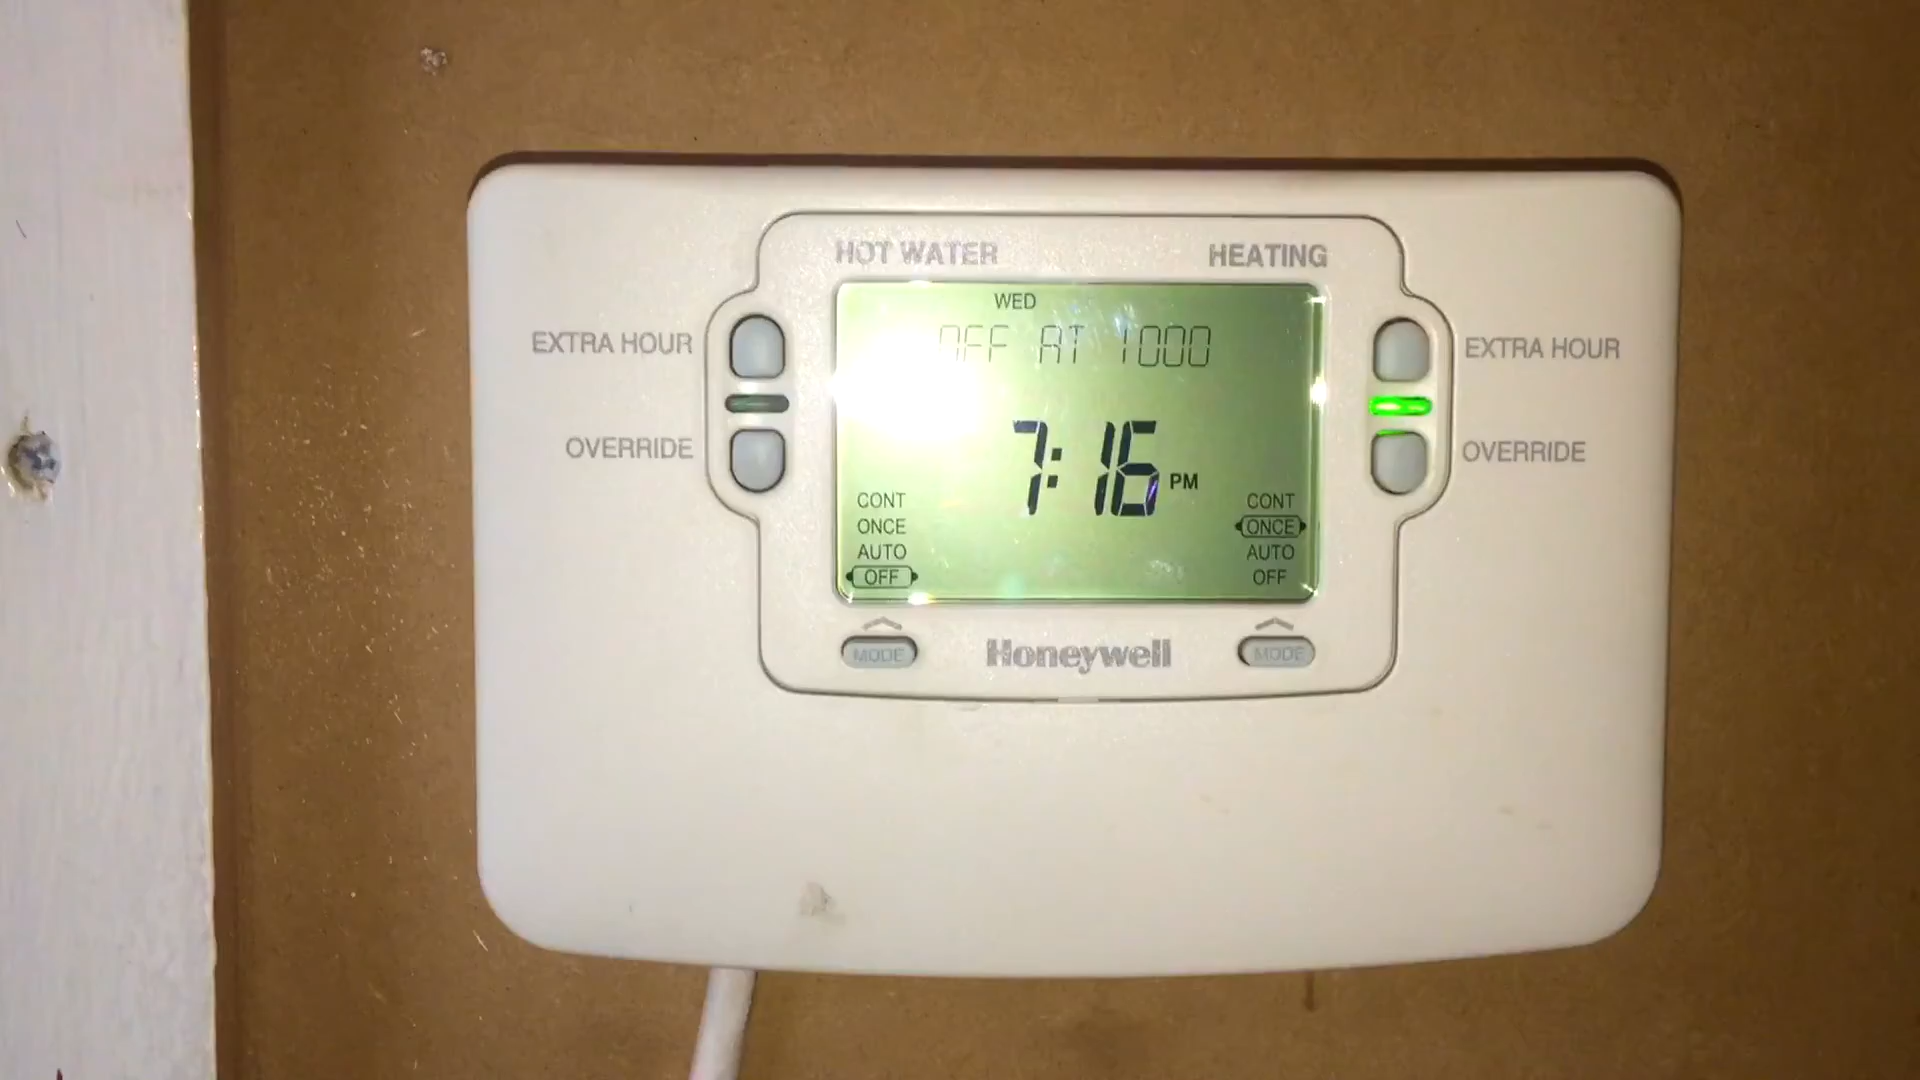 HOT WATER
HEATING
WED
OFF AT 1000
EXTRA HOUR
EXTRA HOUR
OVERRIDE
OVERRIDE
7:16 PM
CONT
ONCE
AUTO
OFF
CONT
ONCE
AUTO
OFF
MODE
Honeywell
MODE